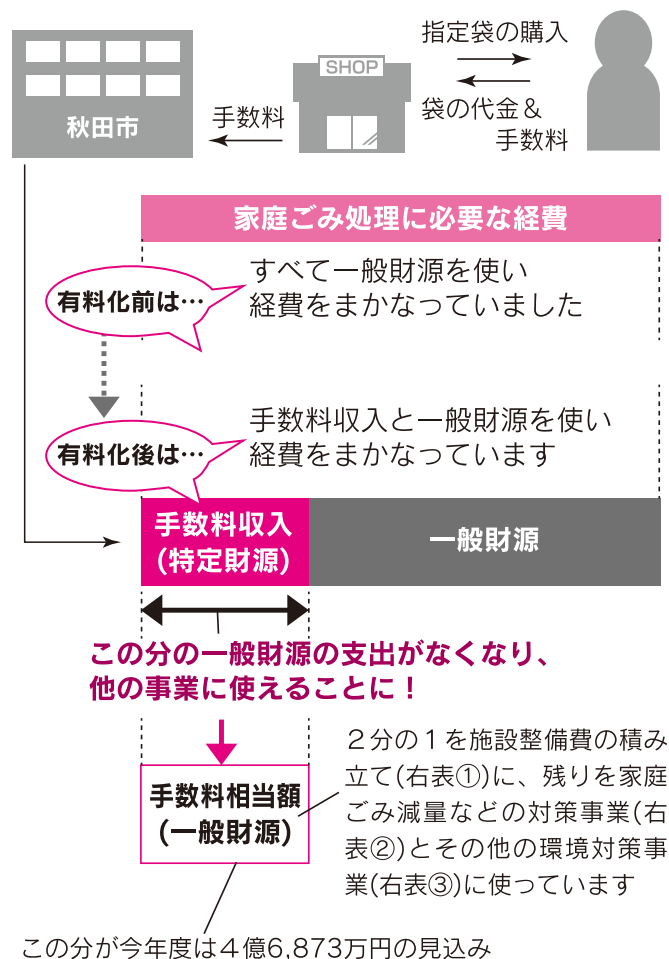 指定袋の購入
SHOP
袋の代金＆
手数料
手数料
秋田市
家庭ごみ処理に必要な経費
有料化前は…
すべて一般財源を使い
経費をまかなっていました
有料化後は…
手数料収入と一般財源を使い
経費をまかなっています
手数料収入
(特定財源)
一般財源
この分の一般財源の支出がなくなり、
他の事業に使えることに！
手数料相当額
(一般財源)
２分の１を施設整備費の積み
立て(右表①)に、残りを家庭
ごみ減量などの対策事業(右
表②)とその他の環境対策事
業(右表③)に使っています
この分が今年度は４億6,873万円の見込み